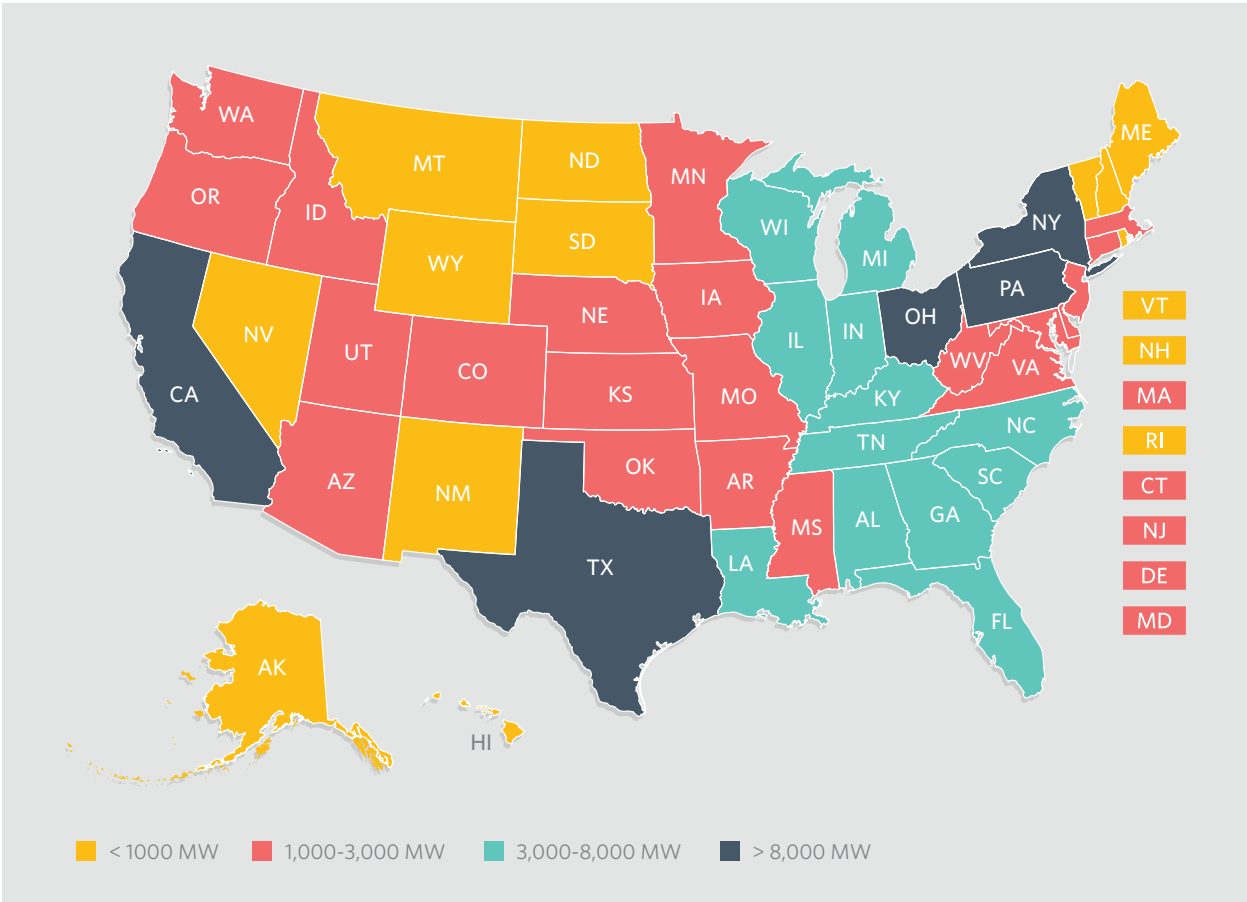 WA
MT
ND
ME
MN
OR
ID
NY
WI
SD
MI
WY
PA
IA
VT
NE
OH
NV
IL
IN
NH
UT
WV
VA
CO
CA
KS
MO
KY
MA
NC
TN
RI
OK
SC
AZ
AR
CT
NM
GA
MS
AL
NJ
LA
TX
DE
FL
MD
AK
HI
< 1000 MW 1,000-3,000 MW 3,000-8,000 MW > 8,000 MW